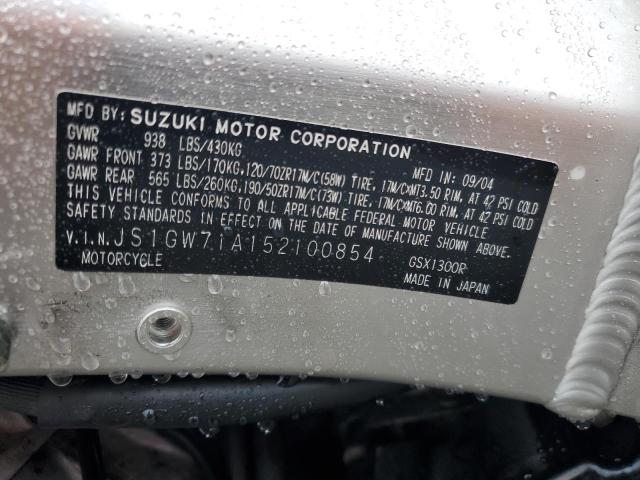 MFD BY: SUZUKI MOTOR CORPORATION
GVWR 938 LBS/430KG MFD IN: 09/04
GAWR FRONT 373 LBS/170KG,120/70ZR17M/C(58W) TIRE, 17M/C×MT3.50 RIM, AT 42 PSI COLD
GAWR REAR 565 LBS/260KG,190/50ZR17M/C(73W) TIRE, 17M/C×MT6.00 RIM, AT 42 PSI COLD
THIS VEHICLE CONFORMS TO ALL APPLICABLE FEDERAL MOTOR VEHICLE
SAFETY STANDARDS IN EFFECT ON THE DATE OF MANUFACTURE SHOWN ABOVE.
V.I.N. JS1GW71A152100854 GSX1300R
MOTORCYCLE MADE IN JAPAN